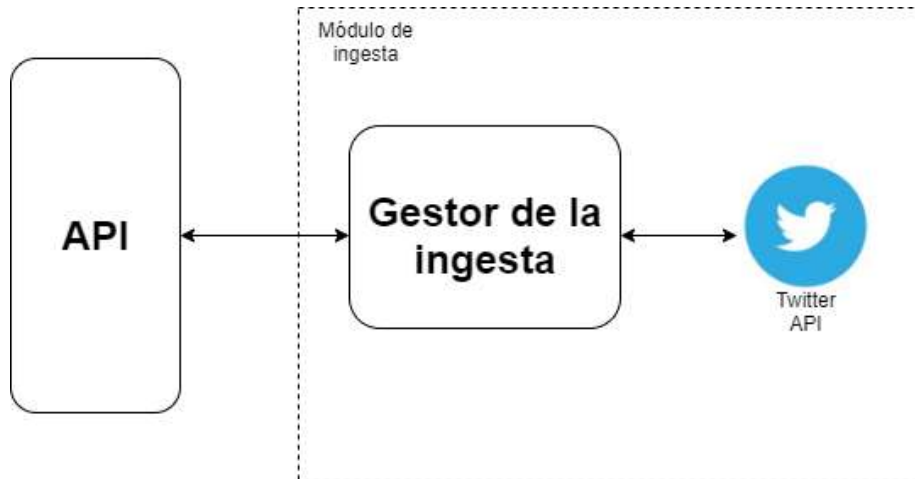 Módulo de
ingesta
API
Gestor de la
ingesta
Twitter
API